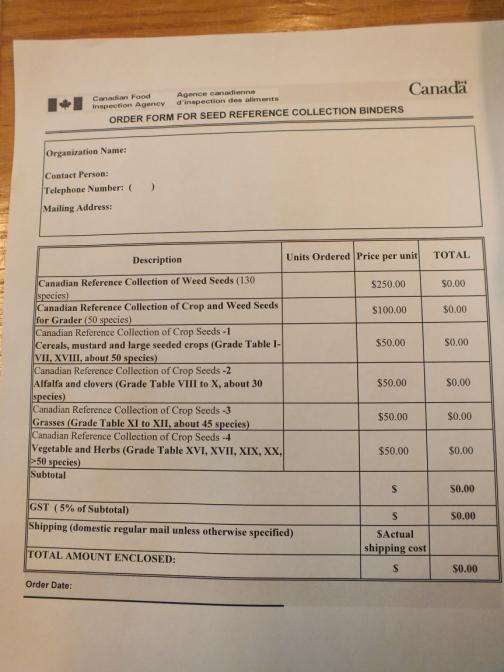 Canadian Food Inspection Agency
Agence canadienne d'inspection des aliments
Canada
ORDER FORM FOR SEED REFERENCE COLLECTION BINDERS
Organization Name:
Contact Person:
Telephone Number: ( )
Mailing Address:
Description Units Ordered Price per unit TOTAL
Canadian Reference Collection of Weed Seeds (130
species) $250.00 $0.00
Canadian Reference Collection of Crop and Weed Seeds
for Grader (50 species) $100.00 $0.00
Canadian Reference Collection of Crop Seeds -1
Cereals, mustard and large seeded crops (Grade Table I-
VII, XVIII, about 50 species) $50.00 $0.00
Canadian Reference Collection of Crop Seeds -2
Alfalfa and clovers (Grade Table VIII to X, about 30
species) $50.00 $0.00
Canadian Reference Collection of Crop Seeds -3
Grasses (Grade Table XI to XII, about 45 species) $50.00 $0.00
Canadian Reference Collection of Crop Seeds -4
Vegetable and Herbs (Grade Table XVI, XVII, XIX, XX,
>50 species) $50.00 $0.00
Subtotal $ $0.00
GST ( 5% of Subtotal) $ $0.00
Shipping (domestic regular mail unless otherwise specified) $Actual
shipping cost
TOTAL AMOUNT ENCLOSED: $ $0.00
Order Date: